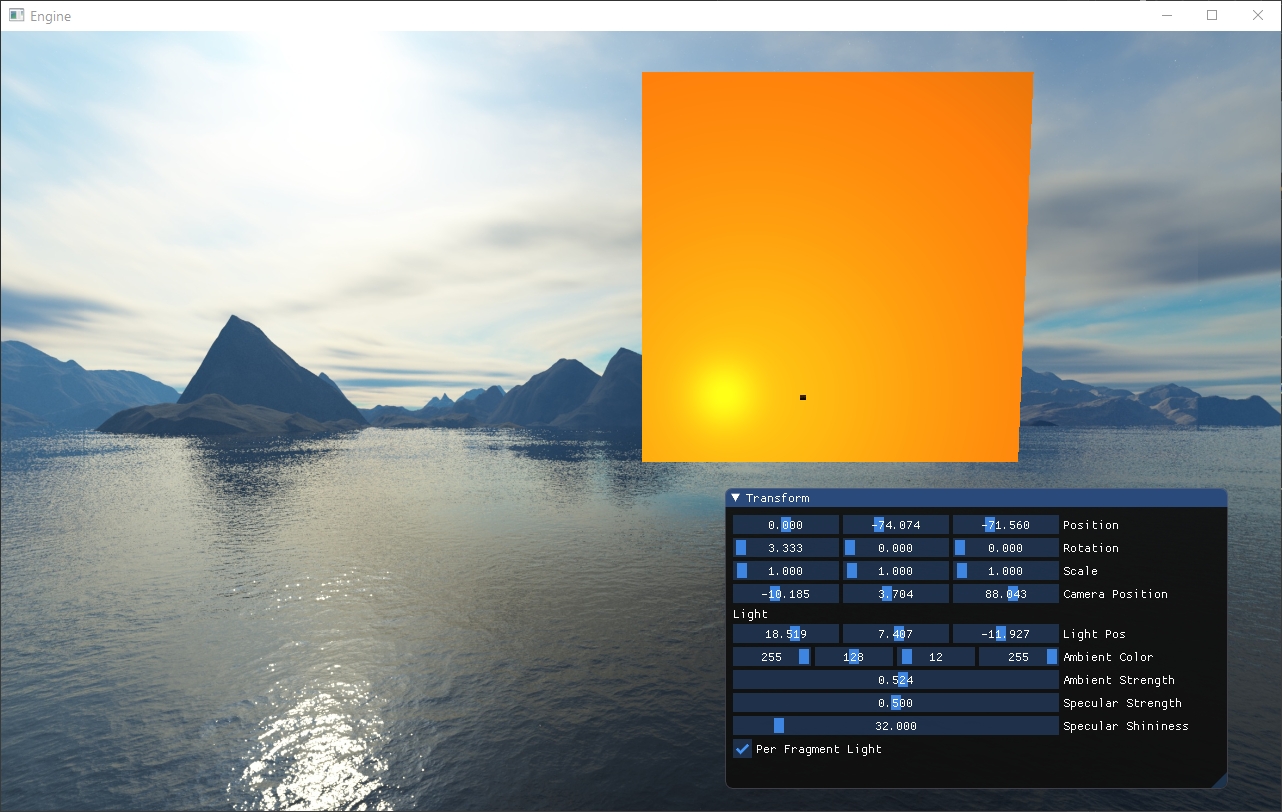 Engine
Transform
0.000 -74.074 -71.560 Position
3.333 0.000 0.000 Rotation
1.000 1.000 1.000 Scale
-10.185 3.704 88.043 Camera Position
Light
18.519 7.407 -11.927 Light Pos
255 128 12 255 Ambient Color
0.524 Ambient Strength
0.500 Specular Strength
32.000 Specular Shininess
Per Fragment Light